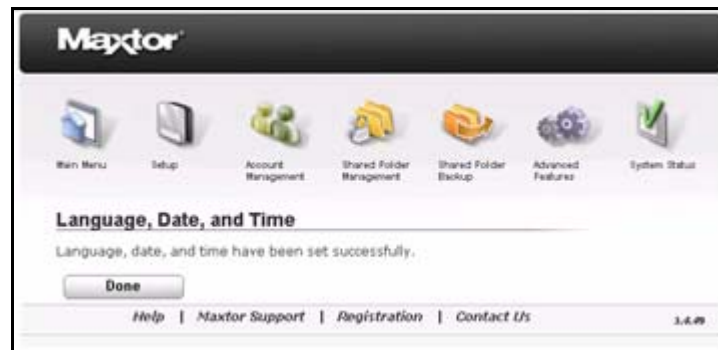 Maxtor
Main Menu
Setup
Account Management
Shared Folder Management
Shared Folder Backup
Advanced Features
System Status
Language, Date, and Time
Language, date, and time have been set successfully.
Done
Help | Maxtor Support | Registration | Contact Us